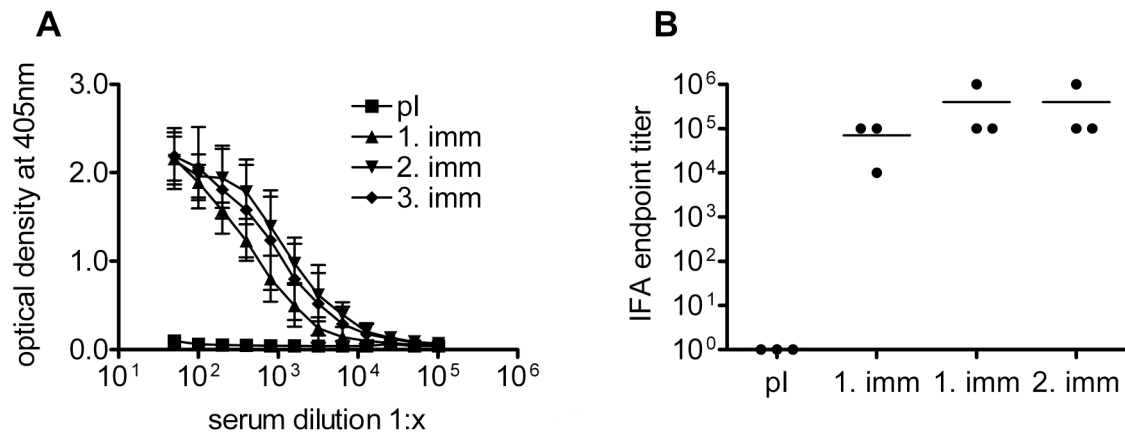 A
optical density at 405nm
3.0
2.0
1.0
0.0
10¹ 10² 10³ 10⁴ 10⁵ 10⁶
serum dilution 1:x
pI
1. imm
2. imm
3. imm
B
IFA endpoint titer
10⁶
10⁵
10⁴
10³
10²
10¹
10⁰
pI 1. imm 1. imm 2. imm